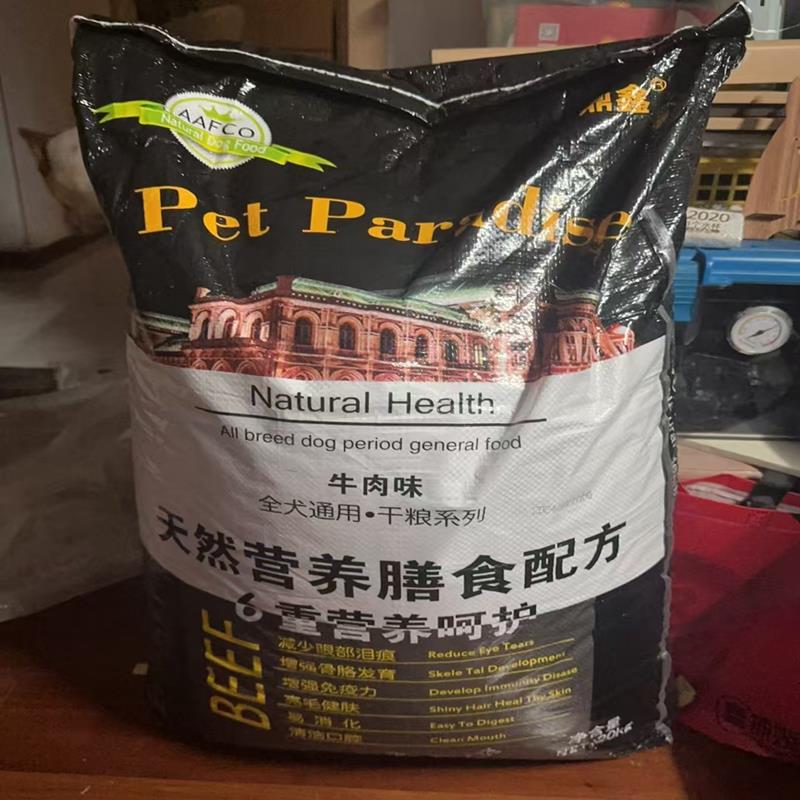 AAFCO
Natural Dog Food
鼎鑫®
Pet Paradise
2020
Natural Health
All breed dog period general food
牛肉味
全犬通用•干粮系列
天然营养膳食配方
6重营养呵护
BEEF
减少眼部泪痕 Reduce Eye Tears
增强骨骼发育 Skele Tal Development
增强免疫力 Develop Immunity Disase
亮毛健肤 Shiny Hair Heal Thy Skin
易消化 Easy To Digest
清洁口腔 Clean Mouth
净含量